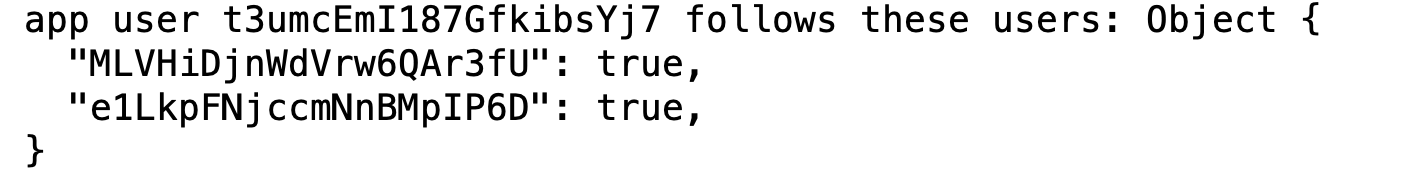 app user t3umcEmI187GfkibsYj7 follows these users: Object {
  "MLVHiDjnWdVrw6QAr3fU": true,
  "e1LkpFNjccmNnBMpIP6D": true,
}